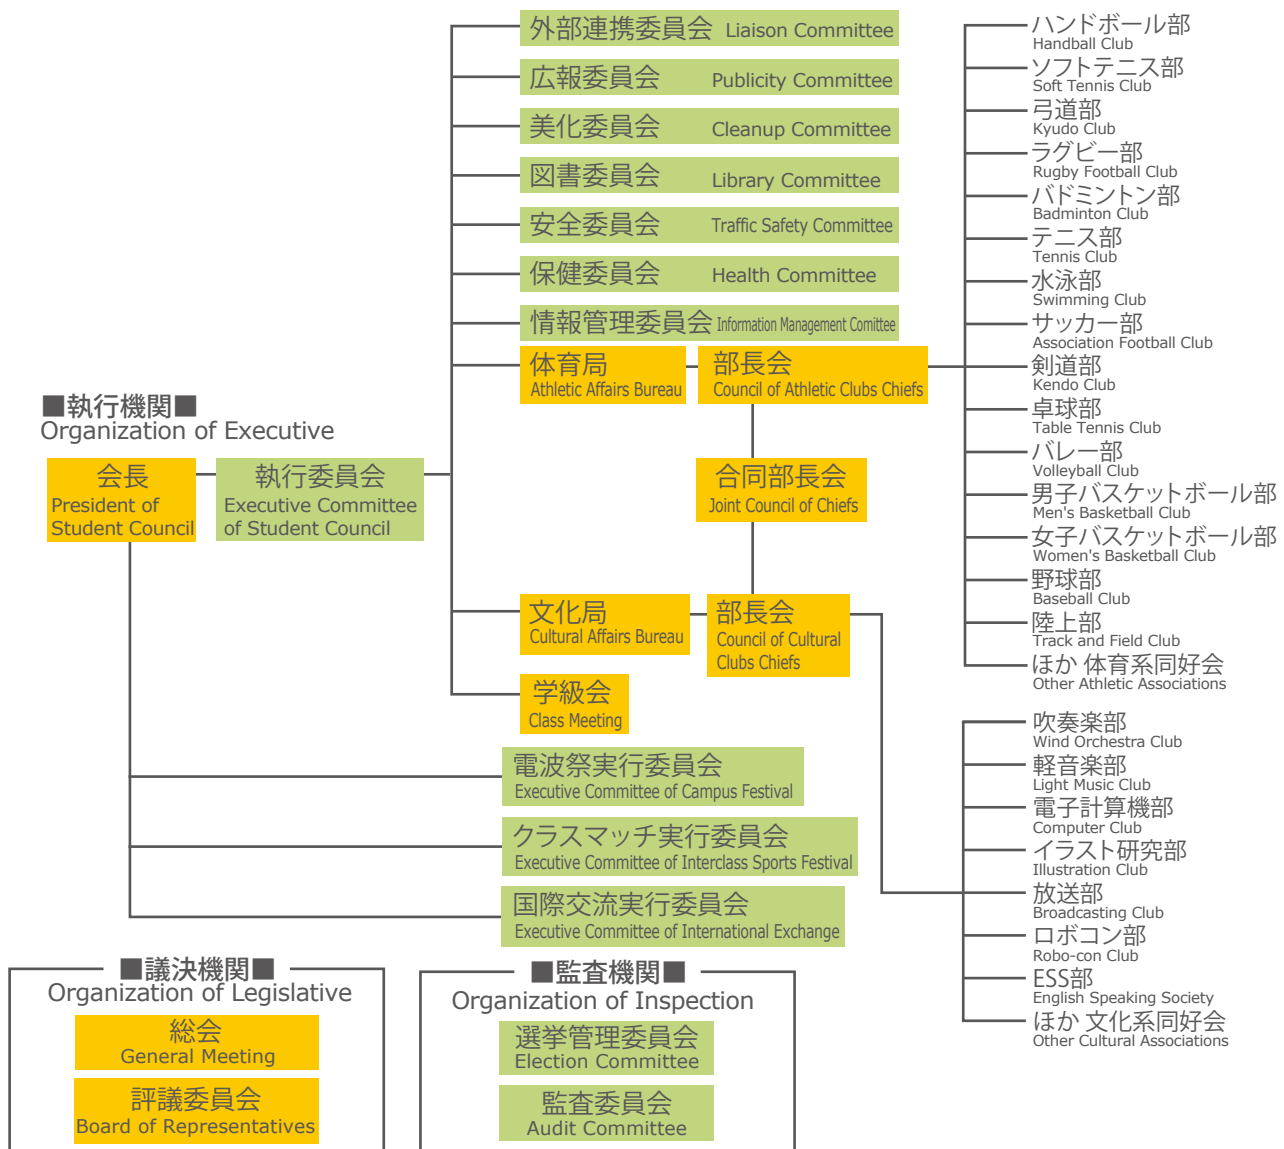 ■執行機関■
Organization of Executive
会長
President of
Student Council
執行委員会
Executive Committee
of Student Council
外部連携委員会 Liaison Committee
広報委員会 Publicity Committee
美化委員会 Cleanup Committee
図書委員会 Library Committee
安全委員会 Traffic Safety Committee
保健委員会 Health Committee
情報管理委員会 Information Management Comittee
体育局
Athletic Affairs Bureau
部長会
Council of Athletic Clubs Chiefs
合同部長会
Joint Council of Chiefs
文化局
Cultural Affairs Bureau
部長会
Council of Cultural
Clubs Chiefs
学級会
Class Meeting
電波祭実行委員会
Executive Committee of Campus Festival
クラスマッチ実行委員会
Executive Committee of Interclass Sports Festival
国際交流実行委員会
Executive Committee of International Exchange
ハンドボール部
Handball Club
ソフトテニス部
Soft Tennis Club
弓道部
Kyudo Club
ラグビー部
Rugby Football Club
バドミントン部
Badminton Club
テニス部
Tennis Club
水泳部
Swimming Club
サッカー部
Association Football Club
剣道部
Kendo Club
卓球部
Table Tennis Club
バレー部
Volleyball Club
男子バスケットボール部
Men's Basketball Club
女子バスケットボール部
Women's Basketball Club
野球部
Baseball Club
陸上部
Track and Field Club
ほか 体育系同好会
Other Athletic Associations
吹奏楽部
Wind Orchestra Club
軽音楽部
Light Music Club
電子計算機部
Computer Club
イラスト研究部
Illustration Club
放送部
Broadcasting Club
ロボコン部
Robo-con Club
ESS部
English Speaking Society
ほか 文化系同好会
Other Cultural Associations
■議決機関■
Organization of Legislative
総会
General Meeting
評議委員会
Board of Representatives
■監査機関■
Organization of Inspection
選挙管理委員会
Election Committee
監査委員会
Audit Committee